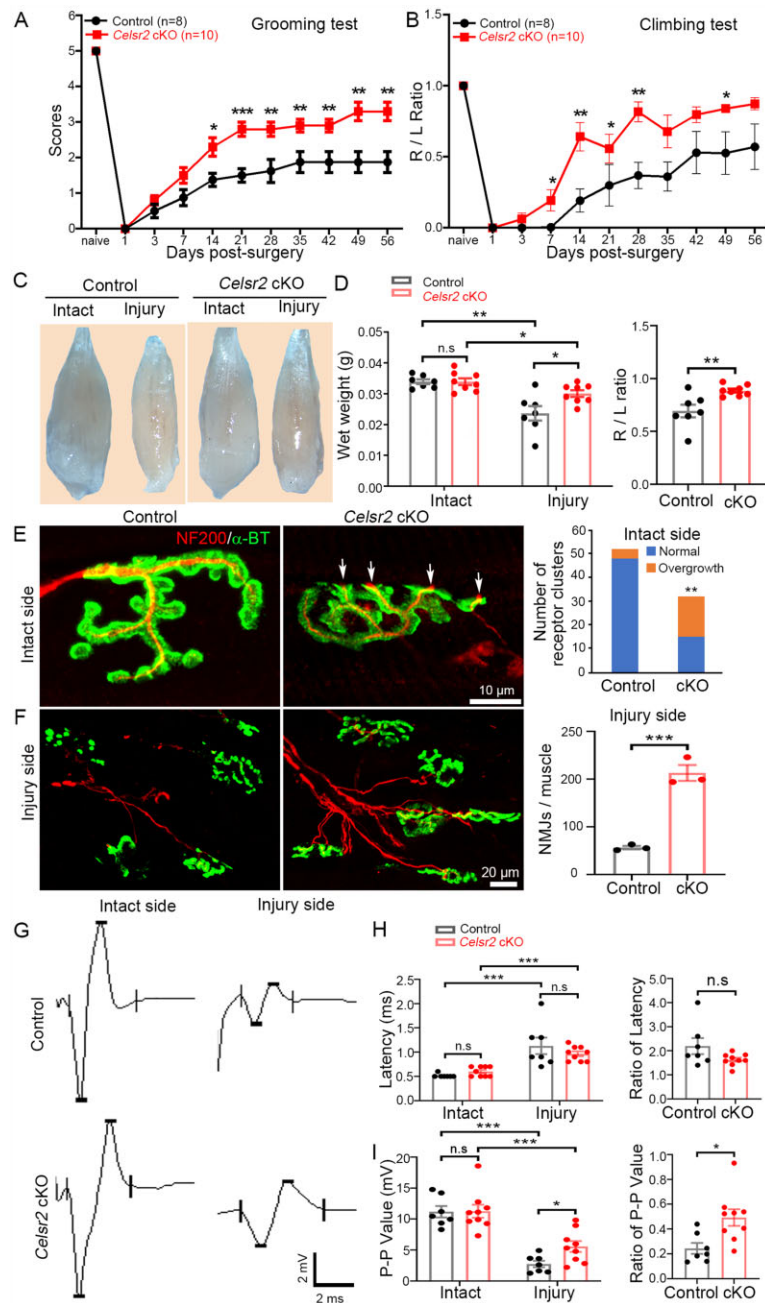 A
Grooming test
Control (n=8)
Celsr2 cKO (n=10)
Scores
6
5
4
3
2
1
0
* *** ** ** ** ** **
naive 1 3 7 14 21 28 35 42 49 56
Days post-surgery
B
Climbing test
Control (n=8)
Celsr2 cKO (n=10)
R / L Ratio
1.5
1.0
0.5
0.0
* ** * ** *
naive 1 3 7 14 21 28 35 42 49 56
Days post-surgery
C
Control Celsr2 cKO
Intact Injury Intact Injury
D
Control
Celsr2 cKO
Wet weight (g)
0.05
0.04
0.03
0.02
0.01
0.00
**
*
n.s *
Intact Injury
R / L ratio
1.5
1.0
0.5
0.0
**
Control cKO
E
Control Celsr2 cKO
NF200/α-BT
Intact side
10 µm
Intact side
Normal
Overgrowth
Number of
receptor clusters
60
50
40
30
20
10
0
**
Control cKO
F
Injury side
20 µm
Injury side
NMJs / muscle
250
200
50
0
***
Control cKO
G
Intact side Injury side
Control
Celsr2 cKO
2 mV
2 ms
H
Control
Celsr2 cKO
Latency (ms)
2.5
2.0
1.5
1.0
0.5
0.0
***
***
n.s
n.s
Intact Injury
Ratio of Latency
5.0
4.0
3.0
2.0
1.0
0.0
n.s
Control cKO
I
P-P Value (mV)
20
15
10
5
0
***
***
n.s
*
Intact Injury
Ratio of P-P Value
1.0
0.8
0.6
0.4
0.2
0.0
*
Control cKO